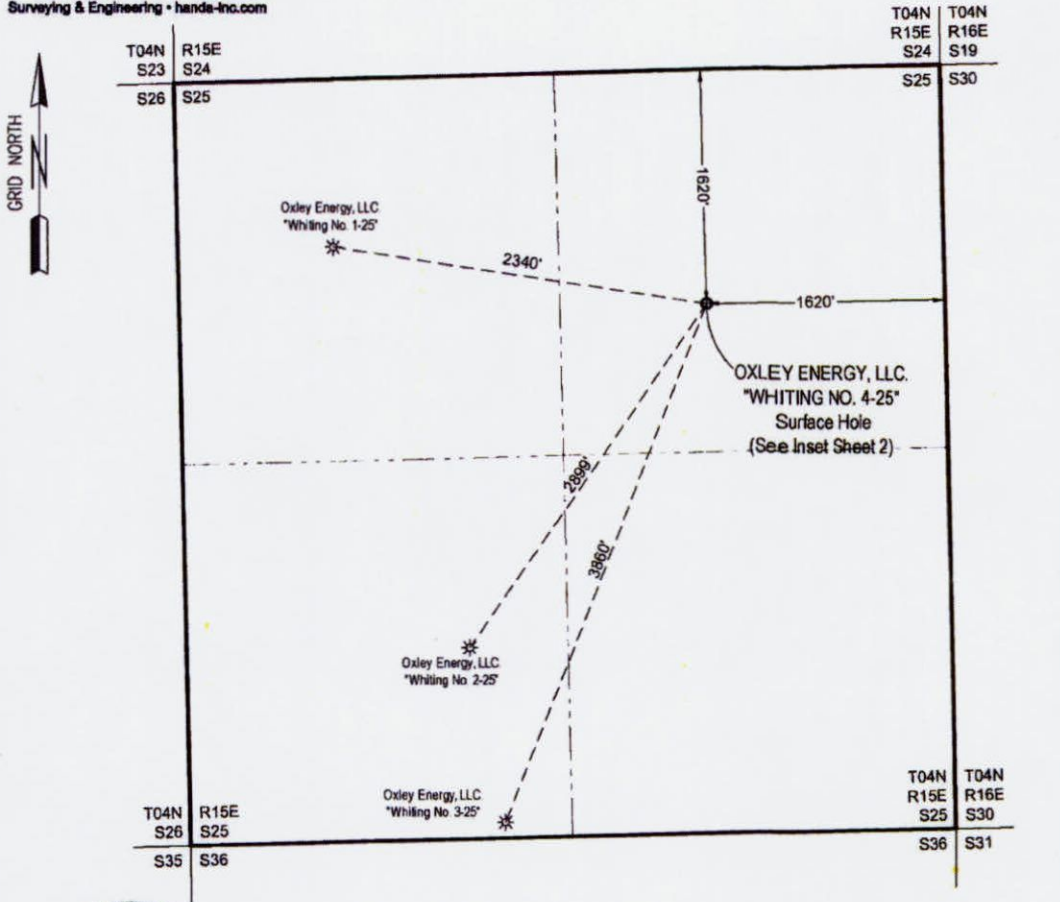 Surveying & Engineering • handa-inc.com
T04N R15E
S23 S24
S26 S25
T04N T04N
R15E R16E
S24 S19
S25 S30
GRID NORTH
N
Oxley Energy, LLC
"Whiting No. 1-25"
2340'
1620'
1620'
OXLEY ENERGY, LLC.
"WHITING NO. 4-25"
Surface Hole
(See Inset Sheet 2)
2899'
3860'
Oxley Energy, LLC
"Whiting No 2-25"
Oxley Energy, LLC
"Whiting No. 3-25"
T04N R15E
S26 S25
S35 S36
T04N T04N
R15E R16E
S25 S30
S36 S31